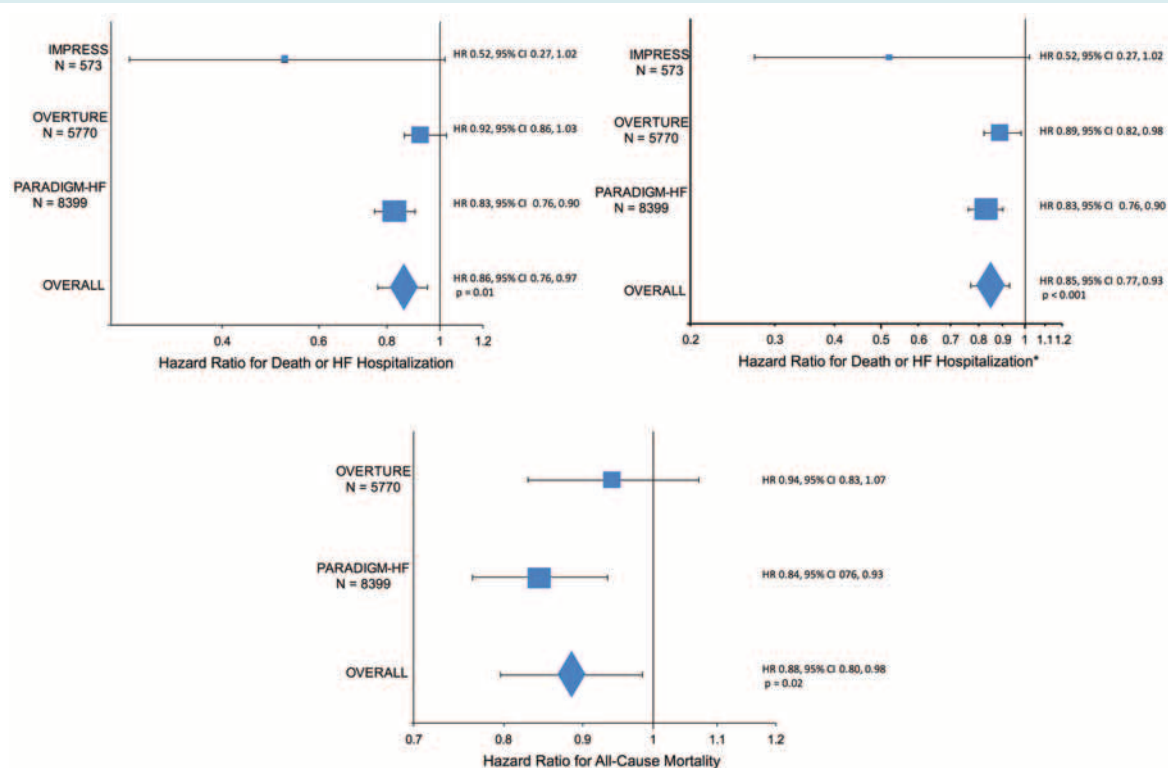 IMPRESS
N = 573
HR 0.52, 95% CI 0.27, 1.02
OVERTURE
N = 5770
HR 0.92, 95% CI 0.86, 1.03
PARADIGM-HF
N = 8399
HR 0.83, 95% CI 0.76, 0.90
OVERALL
HR 0.86, 95% CI 0.76, 0.97
p = 0.01
0.4 0.6 0.8 1 1.2
Hazard Ratio for Death or HF Hospitalization
IMPRESS
N = 573
HR 0.52, 95% CI 0.27, 1.02
OVERTURE
N = 5770
HR 0.89, 95% CI 0.82, 0.98
PARADIGM-HF
N = 8399
HR 0.83, 95% CI 0.76, 0.90
OVERALL
HR 0.85, 95% CI 0.77, 0.93
p < 0.001
0.2 0.3 0.4 0.5 0.6 0.7 0.8 0.9 1 1.1 1.2
Hazard Ratio for Death or HF Hospitalization*
OVERTURE
N = 5770
HR 0.94, 95% CI 0.83, 1.07
PARADIGM-HF
N = 8399
HR 0.84, 95% CI 076, 0.93
OVERALL
HR 0.88, 95% CI 0.80, 0.98
p = 0.02
0.7 0.8 0.9 1 1.1 1.2
Hazard Ratio for All-Cause Mortality